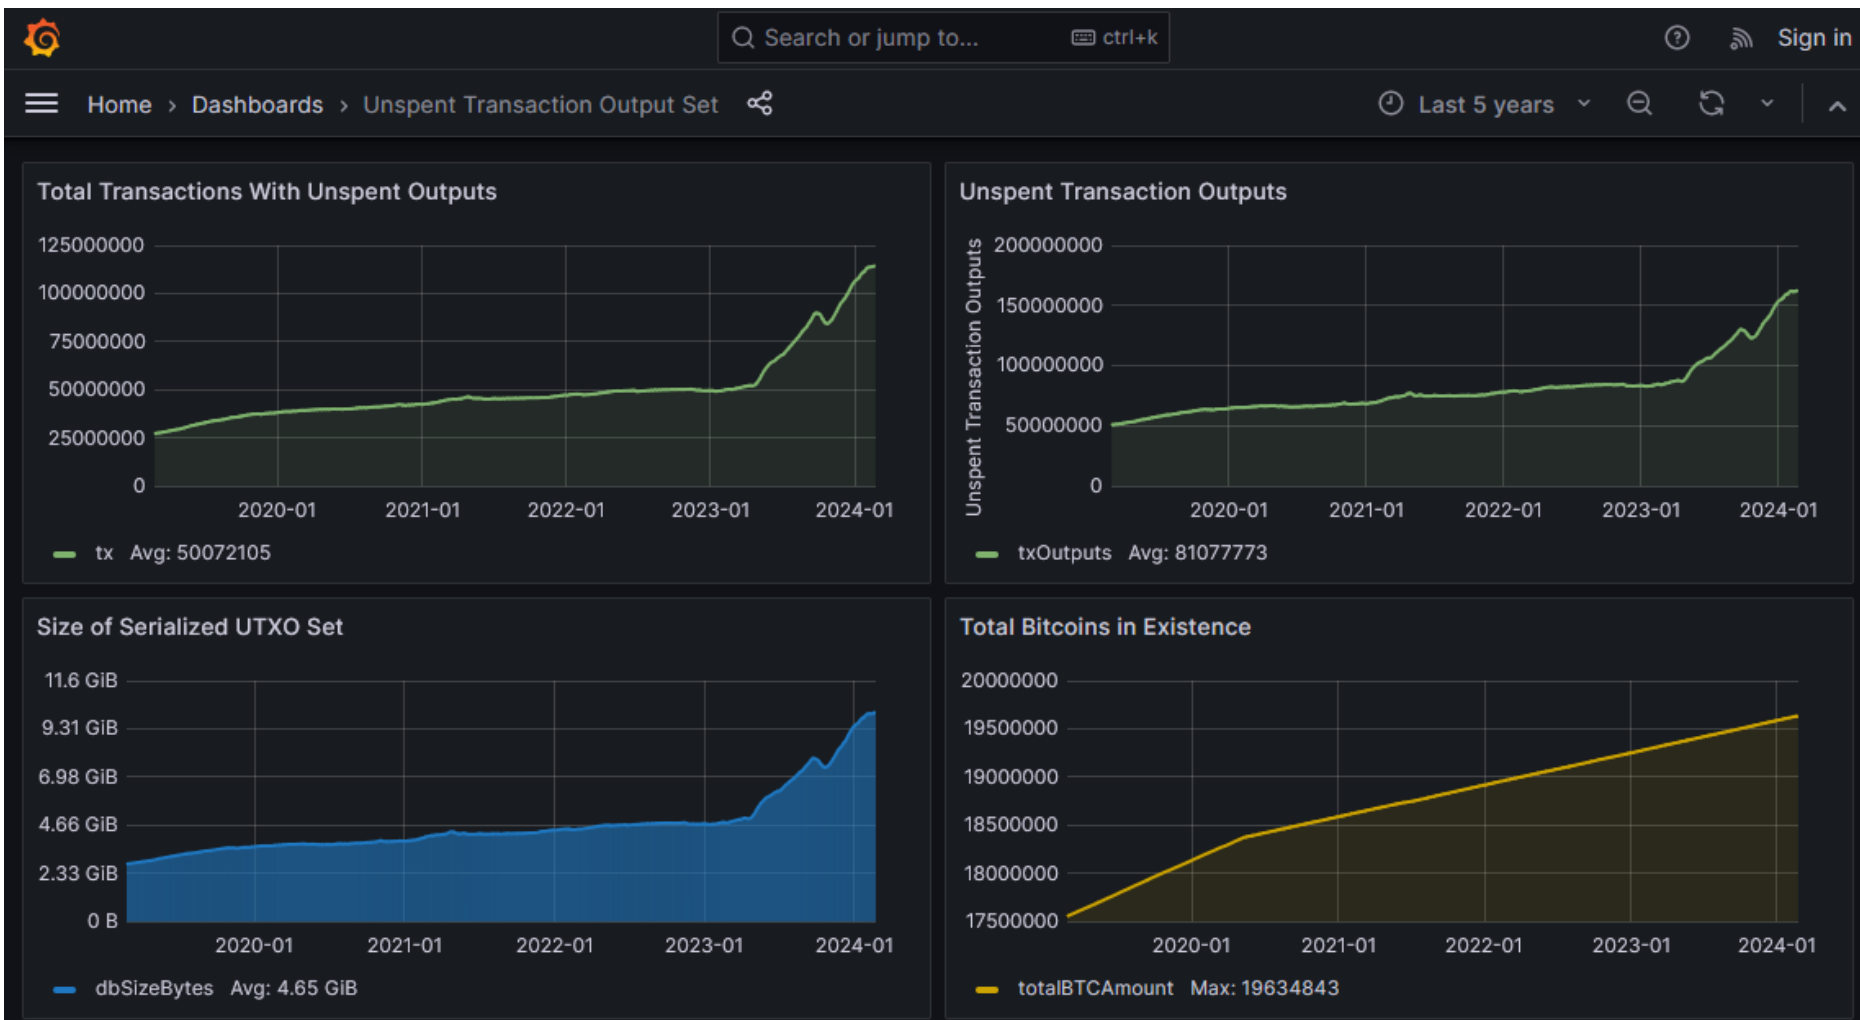 Search or jump to... ctrl+k
Sign in
Home › Dashboards › Unspent Transaction Output Set
Last 5 years
Total Transactions With Unspent Outputs
125000000
100000000
75000000
50000000
25000000
0
2020-01 2021-01 2022-01 2023-01 2024-01
tx Avg: 50072105
Unspent Transaction Outputs
Unspent Transaction Outputs
200000000
150000000
100000000
50000000
0
2020-01 2021-01 2022-01 2023-01 2024-01
txOutputs Avg: 81077773
Size of Serialized UTXO Set
11.6 GiB
9.31 GiB
6.98 GiB
4.66 GiB
2.33 GiB
0 B
2020-01 2021-01 2022-01 2023-01 2024-01
dbSizeBytes Avg: 4.65 GiB
Total Bitcoins in Existence
20000000
19500000
19000000
18500000
18000000
17500000
2020-01 2021-01 2022-01 2023-01 2024-01
totalBTCAmount Max: 19634843